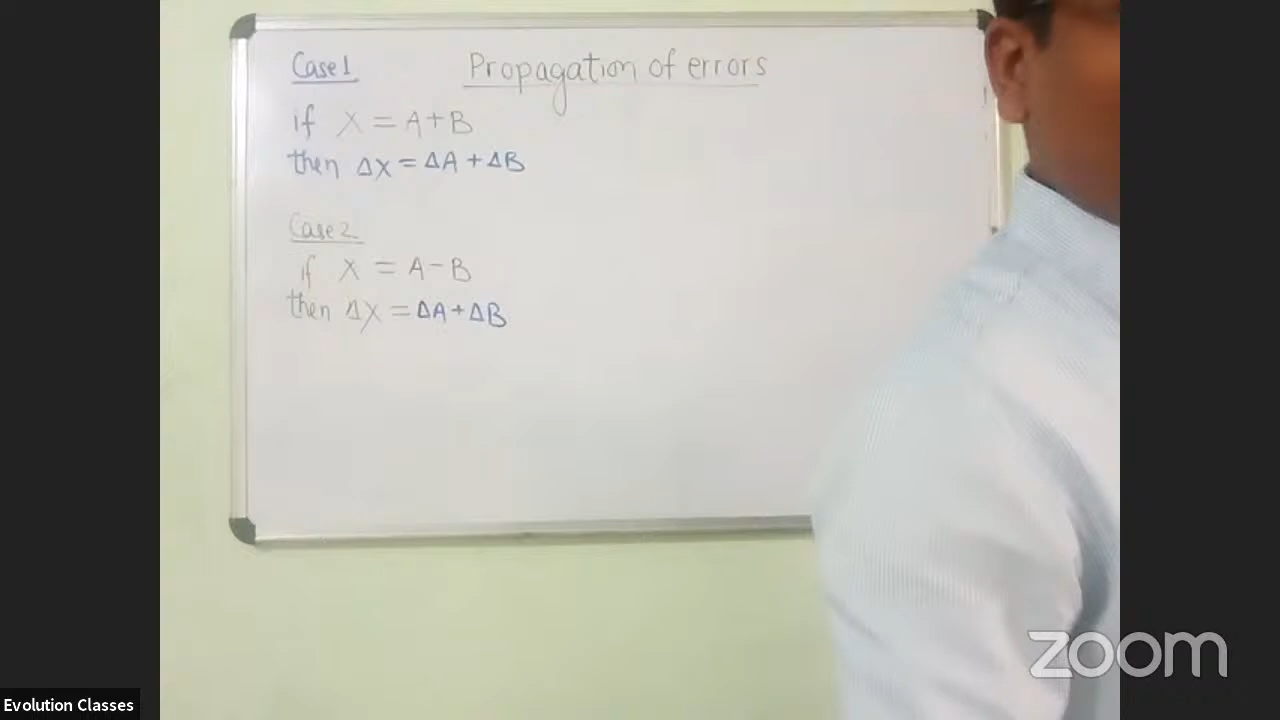 Case 1
Propagation of errors
if X = A + B
then ΔX = ΔA + ΔB
Case 2
if X = A - B
then ΔX = ΔA + ΔB
zoom
Evolution Classes